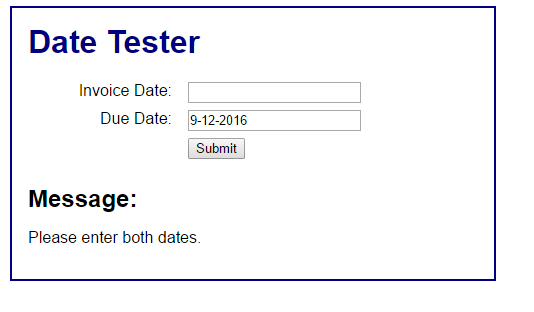 Date Tester
Invoice Date:
Due Date: 9-12-2016
Submit
Message:
Please enter both dates.